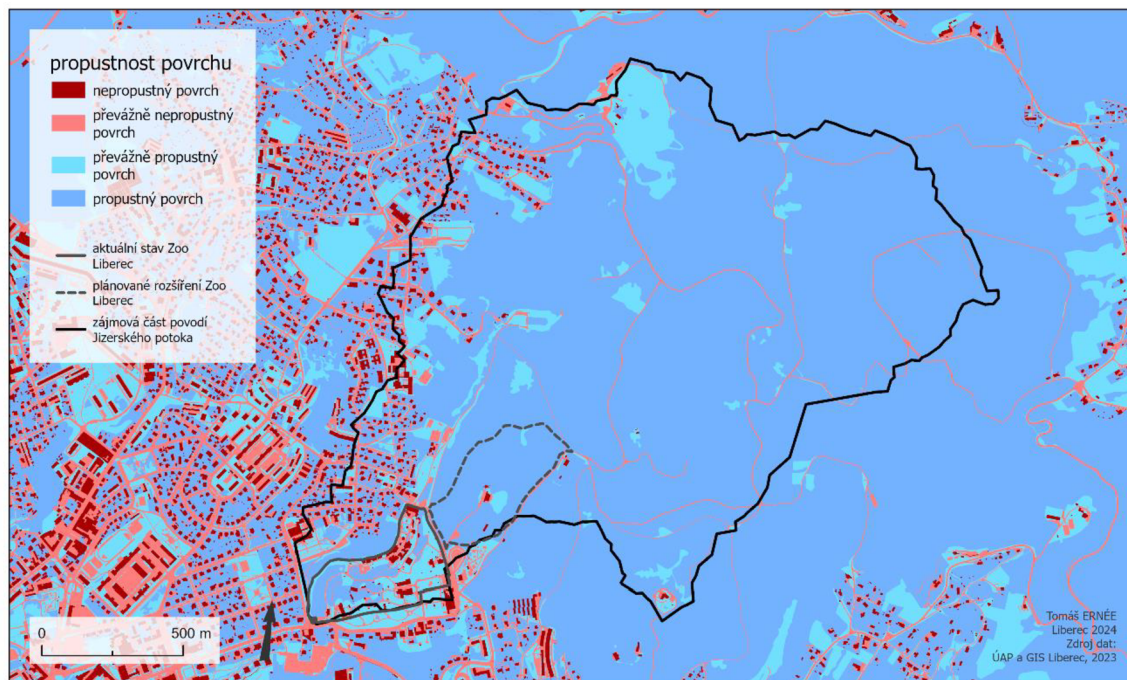 propustnost povrchu
nepropustný povrch
převážně nepropustný
povrch
převážně propustný
povrch
propustný povrch
aktuální stav Zoo
Liberec
plánované rozšíření Zoo
Liberec
zájmová část povodí
Jizerského potoka
0 500 m
Tomáš ERNÉE
Liberec 2024
Zdroj dat:
ÚAP a GIS Liberec, 2023